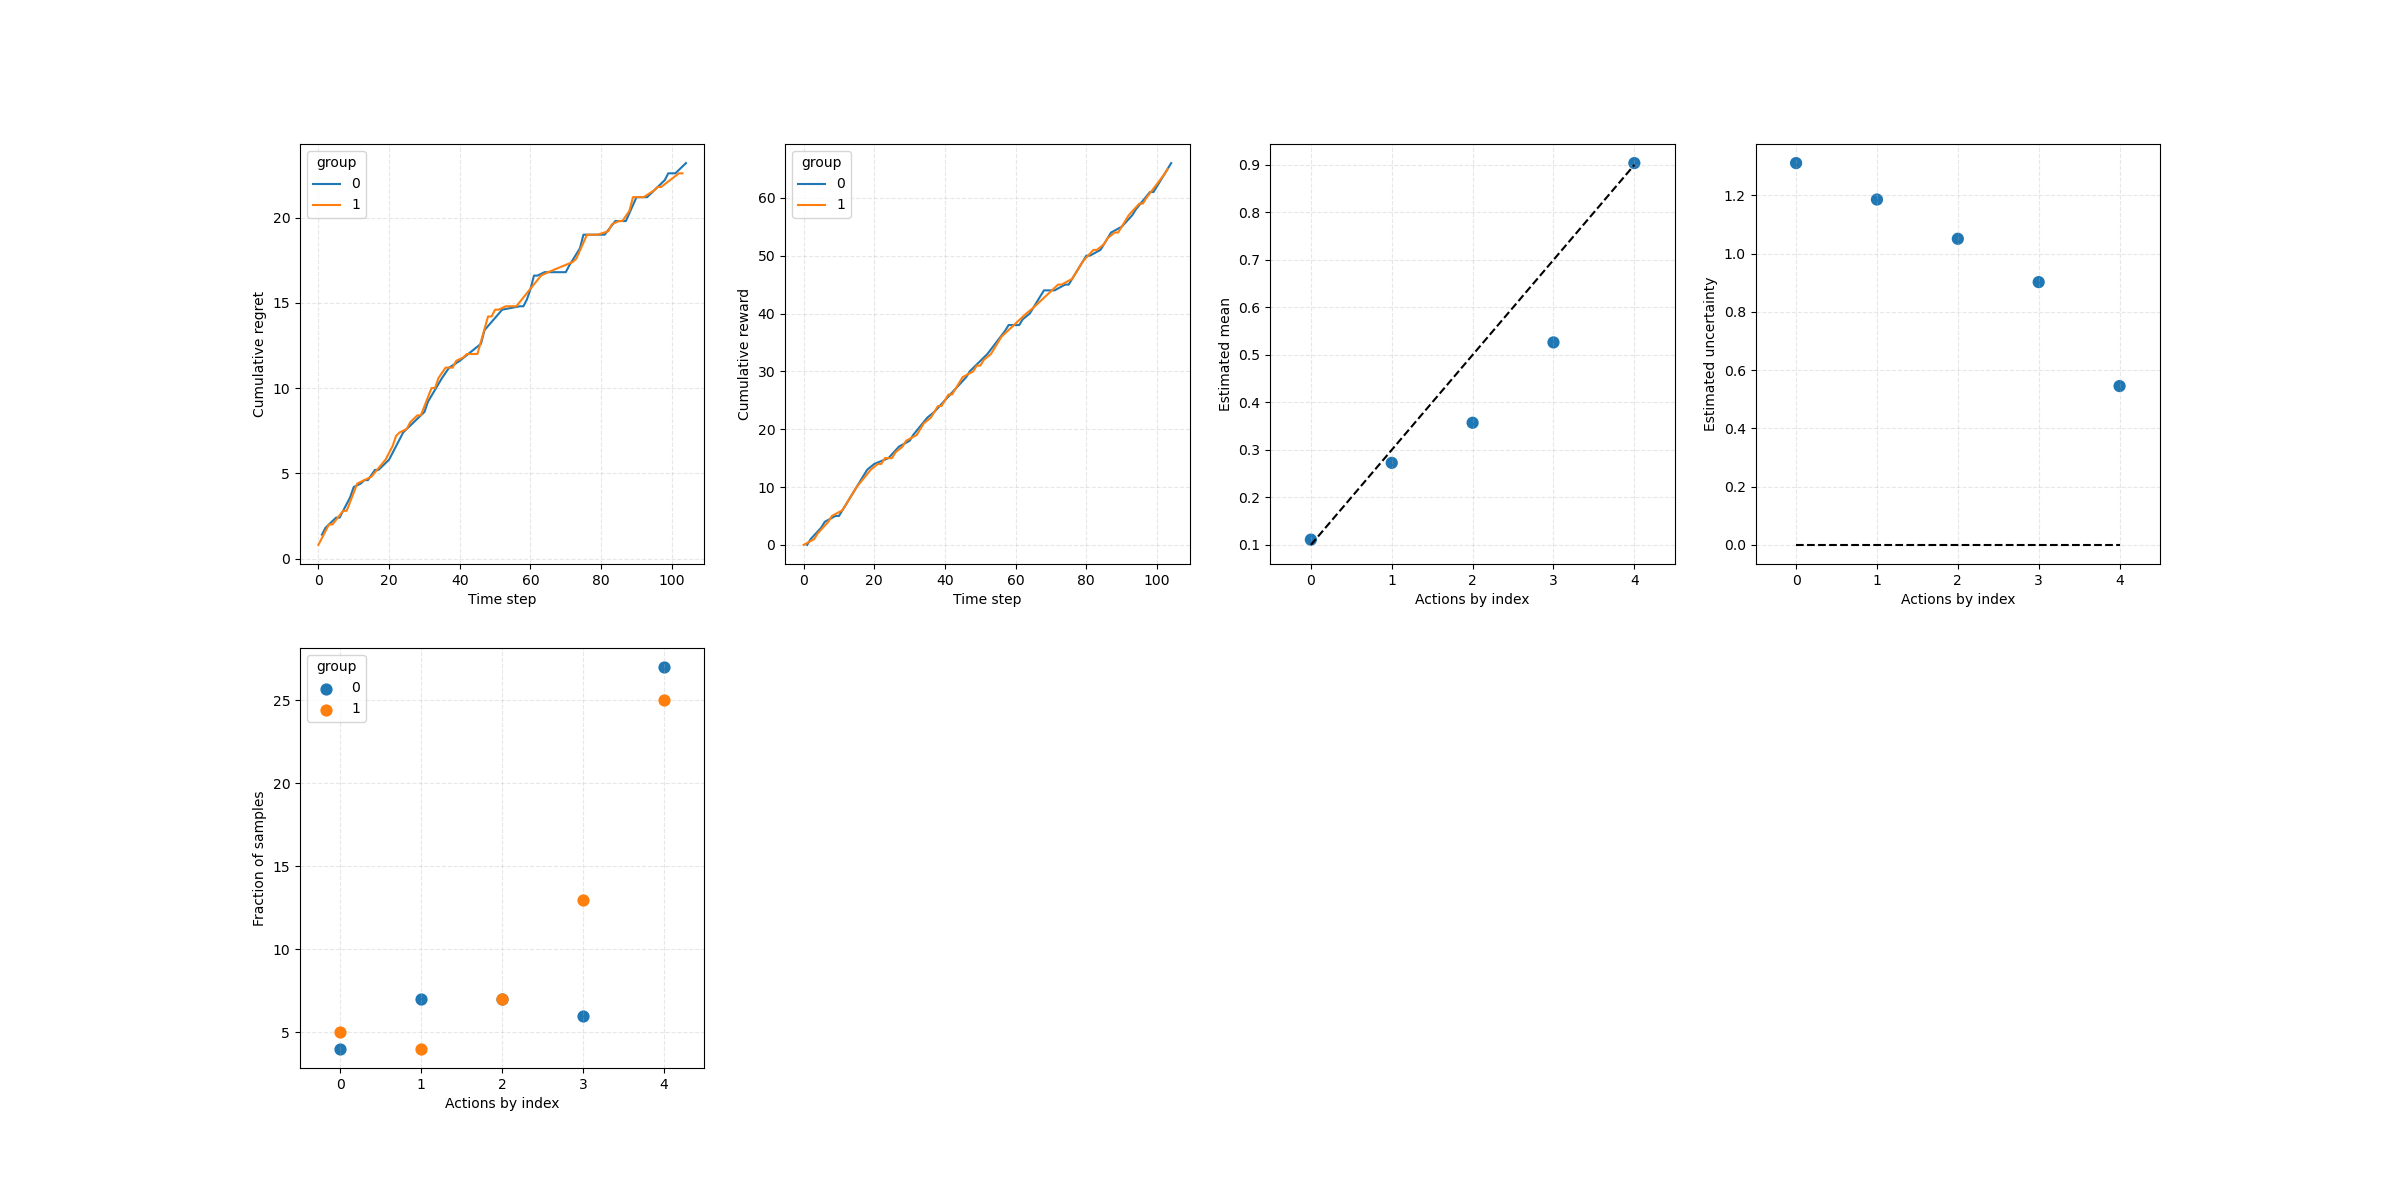 group
0
1
Cumulative regret
0
5
10
15
20
0 20 40 60 80 100
Time step
group
0
1
Cumulative reward
0
10
20
30
40
50
60
0 20 40 60 80 100
Time step
Estimated mean
0.9
0.8
0.7
0.6
0.5
0.4
0.3
0.2
0.1
0 1 2 3 4
Actions by index
Estimated uncertainty
1.2
1.0
0.8
0.6
0.4
0.2
0.0
0 1 2 3 4
Actions by index
group
0
1
Fraction of samples
25
20
15
10
5
0 1 2 3 4
Actions by index